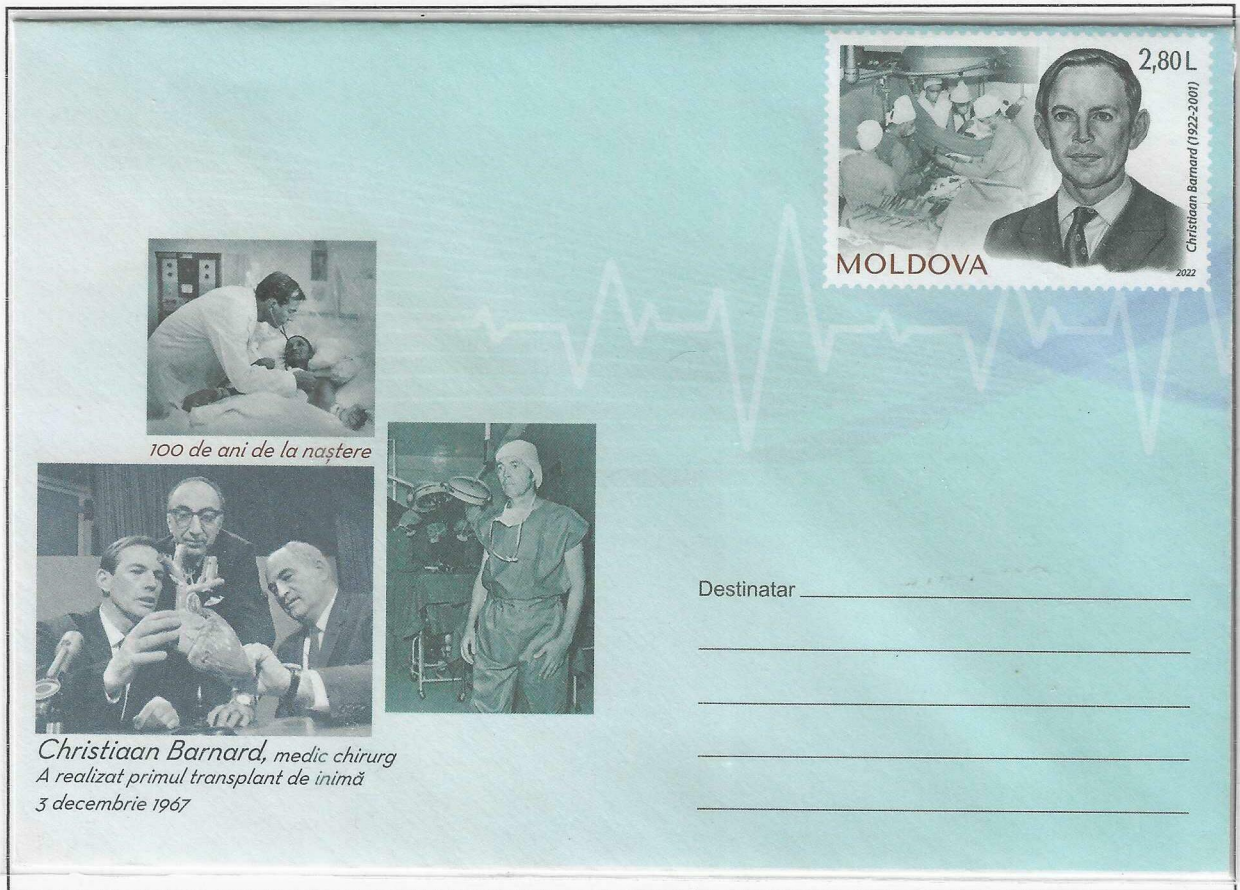 2,80 L
Christiaan Barnard (1922-2001)
MOLDOVA
2022
100 de ani de la naștere
Christiaan Barnard, medic chirurg
A realizat primul transplant de inimă
3 decembrie 1967
Destinatar